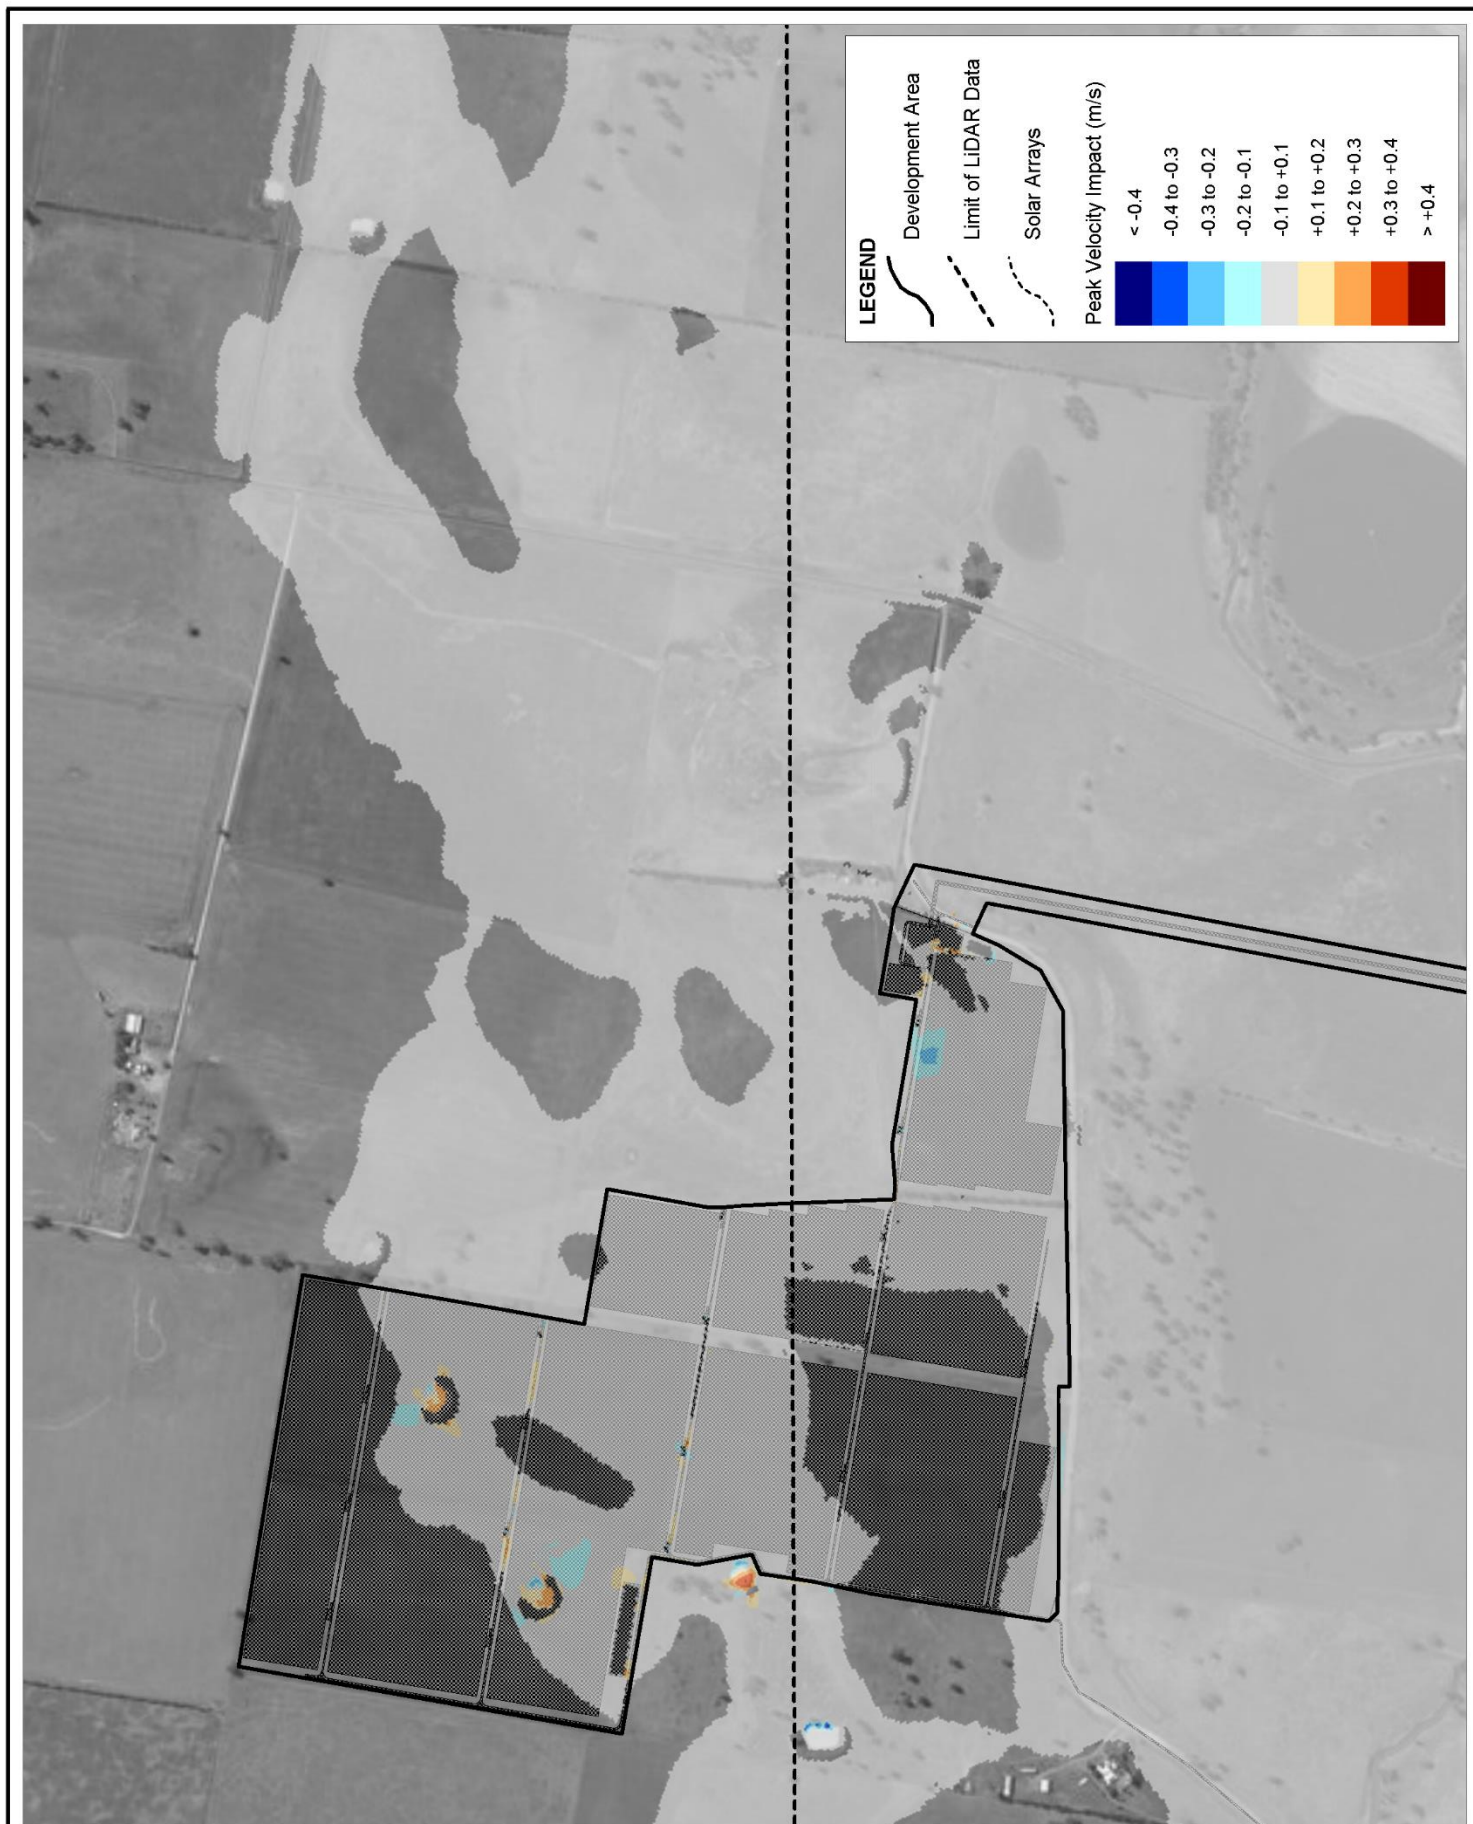 LEGEND
Development Area
Limit of LiDAR Data
Solar Arrays
Peak Velocity Impact (m/s)
< -0.4
-0.4 to -0.3
-0.3 to -0.2
-0.2 to -0.1
-0.1 to +0.1
+0.1 to +0.2
+0.2 to +0.3
+0.3 to +0.4
> +0.4